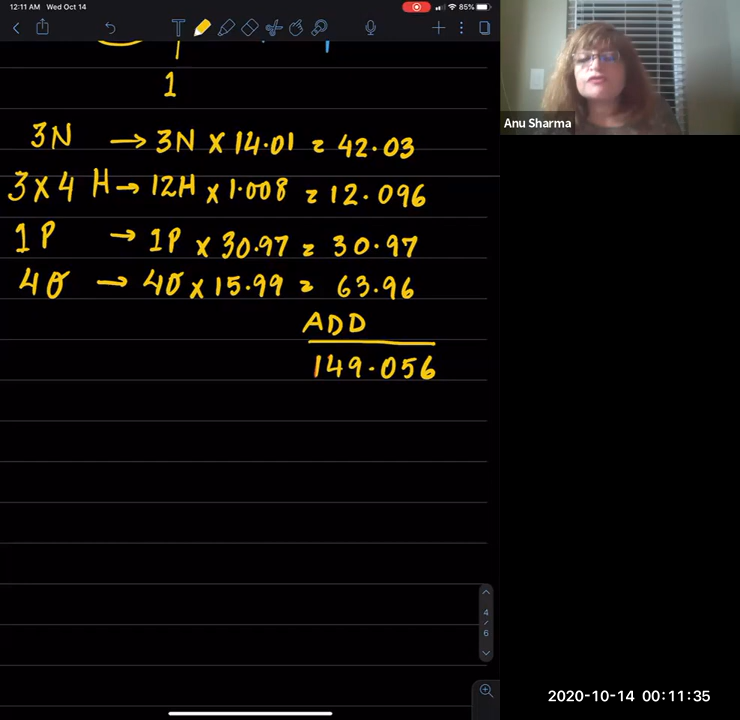 12:11 AM Wed Oct 14
85%
T
1
3N → 3N X 14.01 = 42.03
3 X 4 H → 12H X 1.008 = 12.096
1P → 1P X 30.97 = 30.97
4O → 4O X 15.99 = 63.96
ADD
149.056
Anu Sharma
4
/
6
2020-10-14 00:11:35